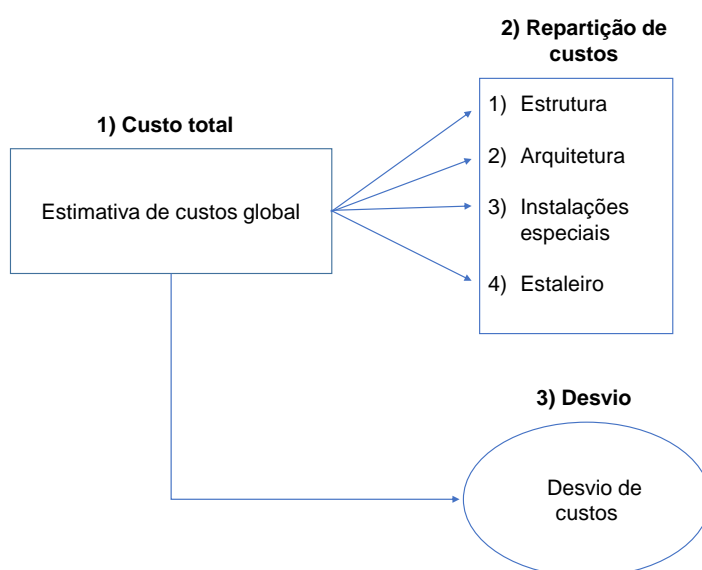 2) Repartição de
custos
1) Custo total
Estimativa de custos global
1) Estrutura
2) Arquitetura
3) Instalações
especiais
4) Estaleiro
3) Desvio
Desvio de
custos